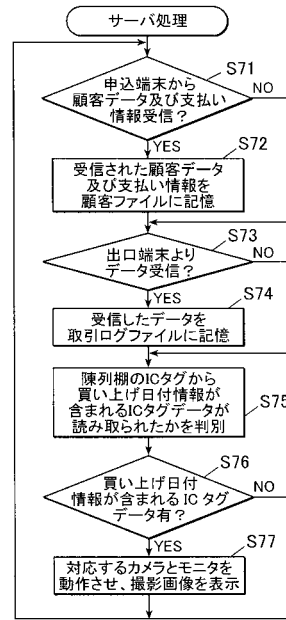 サーバ処理
S71
申込端末から
顧客データ及び支払い
情報受信？
NO
YES
S72
受信された顧客データ
及び支払い情報を
顧客ファイルに記憶
S73
出口端末より
データ受信？
NO
YES
S74
受信したデータを
取引ログファイルに記憶
陳列棚のICタグから
買い上げ日付情報が
含まれるICタグデータが
読み取られたかを判別
S75
S76
買い上げ日付
情報が含まれる IC タグ
データ有？
NO
YES
S77
対応するカメラとモニタを
動作させ、撮影画像を表示